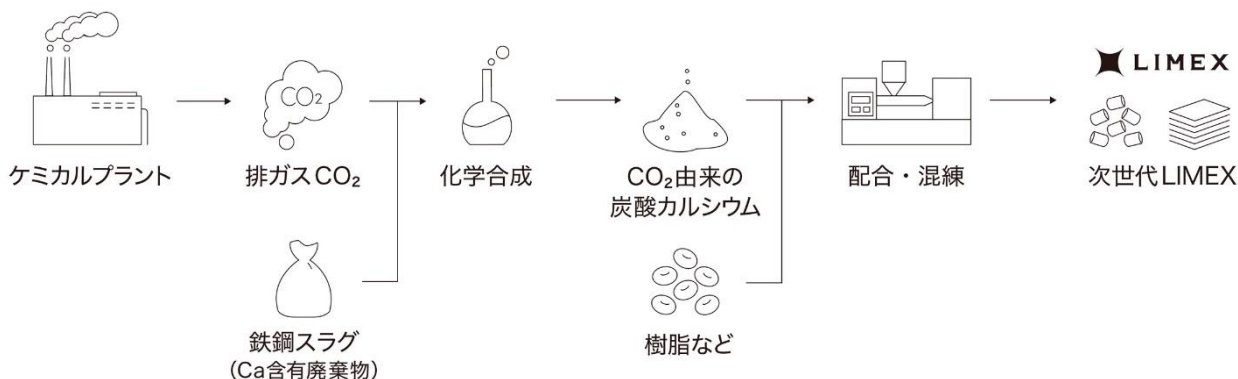 LIMEX
CO₂
ケミカルプラント
排ガスCO₂
化学合成
CO₂由来の
炭酸カルシウム
配合・混練
次世代LIMEX
鉄鋼スラグ
（Ca含有廃棄物）
樹脂など